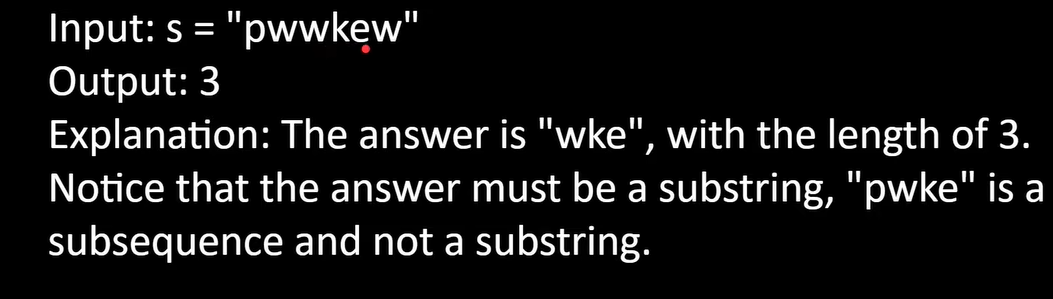 Input: s = "pwwkew"
Output: 3
Explanation: The answer is "wke", with the length of 3.
Notice that the answer must be a substring, "pwke" is a
subsequence and not a substring.